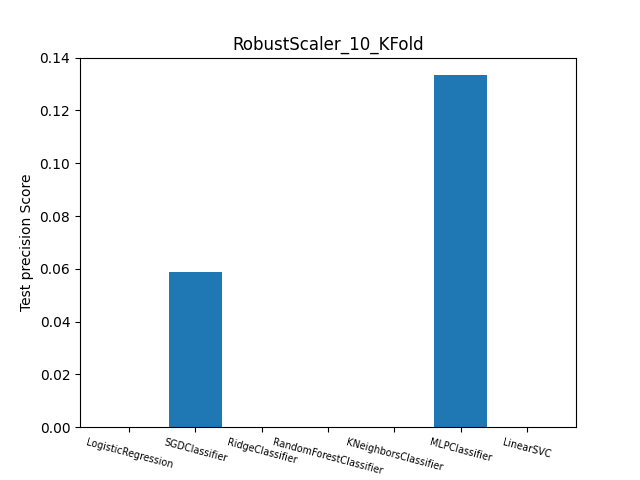 RobustScaler_10_KFold
Test precision Score
0.14
0.12
0.10
0.08
0.06
0.04
0.02
0.00
LogisticRegression
SGDClassifier
RidgeClassifier
RandomForestClassifier
KNeighborsClassifier
MLPClassifier
LinearSVC